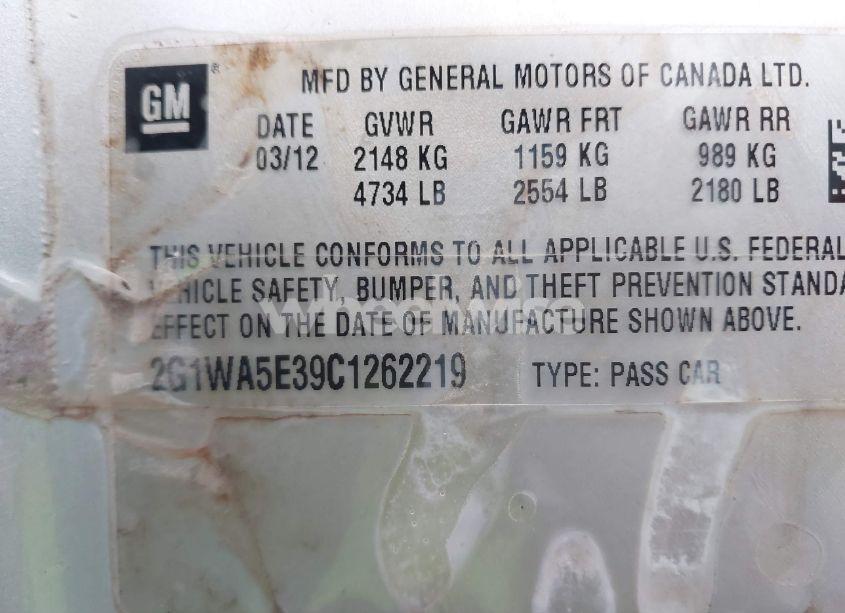 GM
MFD BY GENERAL MOTORS OF CANADA LTD.
DATE GVWR GAWR FRT GAWR RR
03/12 2148 KG 1159 KG 989 KG
4734 LB 2554 LB 2180 LB
THIS VEHICLE CONFORMS TO ALL APPLICABLE U.S. FEDERAL
VEHICLE SAFETY, BUMPER, AND THEFT PREVENTION STANDA
EFFECT ON THE DATE OF MANUFACTURE SHOWN ABOVE.
2G1WA5E39C1262219 TYPE: PASS CAR